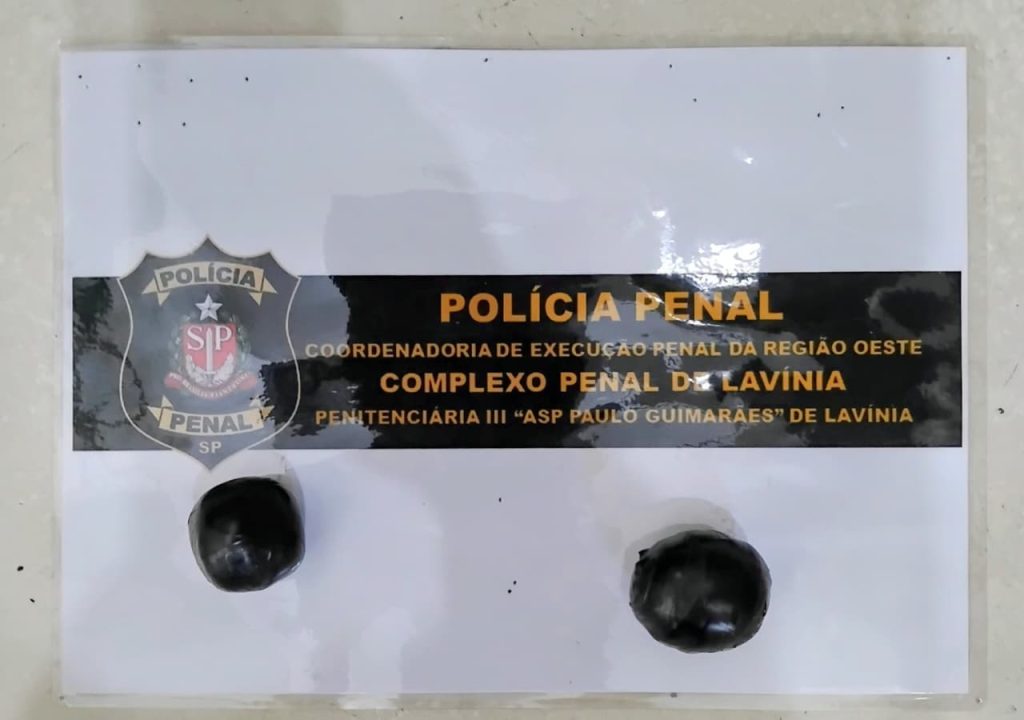 POLÍCIA
SP
PENAL
SP
POLÍCIA PENAL
COORDENADORIA DE EXECUÇÃO PENAL DA REGIÃO OESTE
COMPLEXO PENAL DE LAVÍNIA
PENITENCIÁRIA III “ASP PAULO GUIMARÃES” DE LAVÍNIA